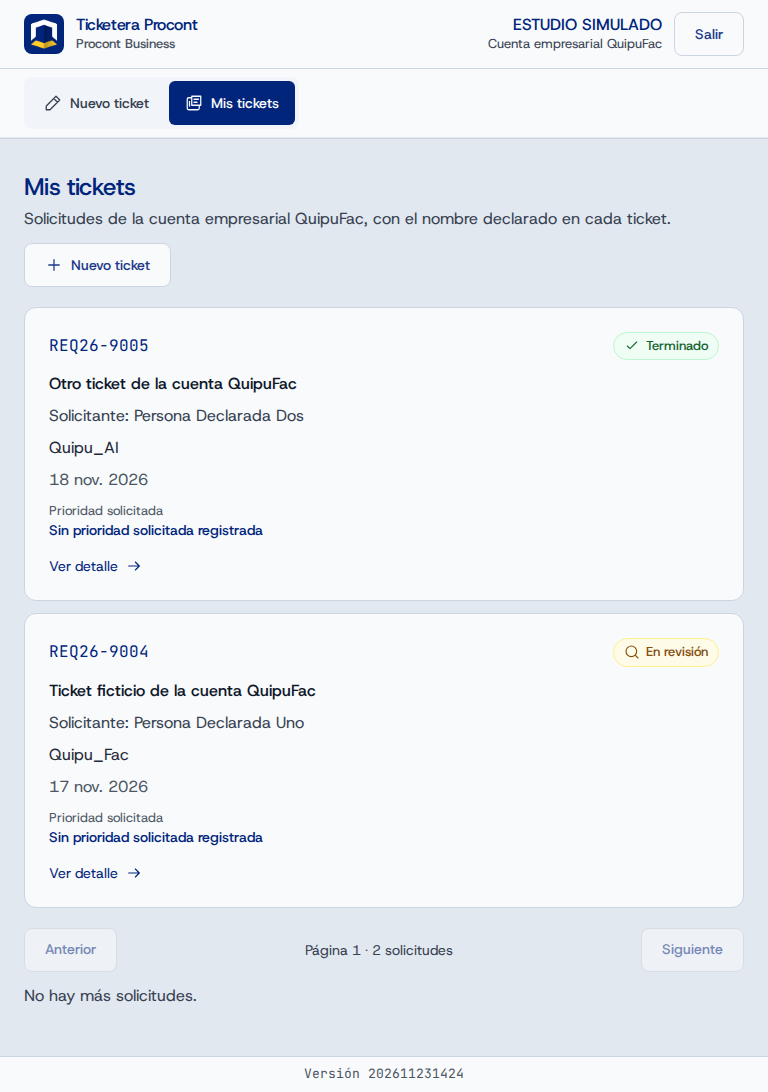 Ticketera Procont
Procont Business
ESTUDIO SIMULADO
Cuenta empresarial QuipuFac
Salir
Nuevo ticket
Mis tickets
Mis tickets
Solicitudes de la cuenta empresarial QuipuFac, con el nombre declarado en cada ticket.
Nuevo ticket
REQ26-9005
Terminado
Otro ticket de la cuenta QuipuFac
Solicitante: Persona Declarada Dos
Quipu_AI
18 nov. 2026
Prioridad solicitada
Sin prioridad solicitada registrada
Ver detalle
REQ26-9004
En revisión
Ticket ficticio de la cuenta QuipuFac
Solicitante: Persona Declarada Uno
Quipu_Fac
17 nov. 2026
Prioridad solicitada
Sin prioridad solicitada registrada
Ver detalle
Anterior
Página 1 · 2 solicitudes
Siguiente
No hay más solicitudes.
Versión 202611231424